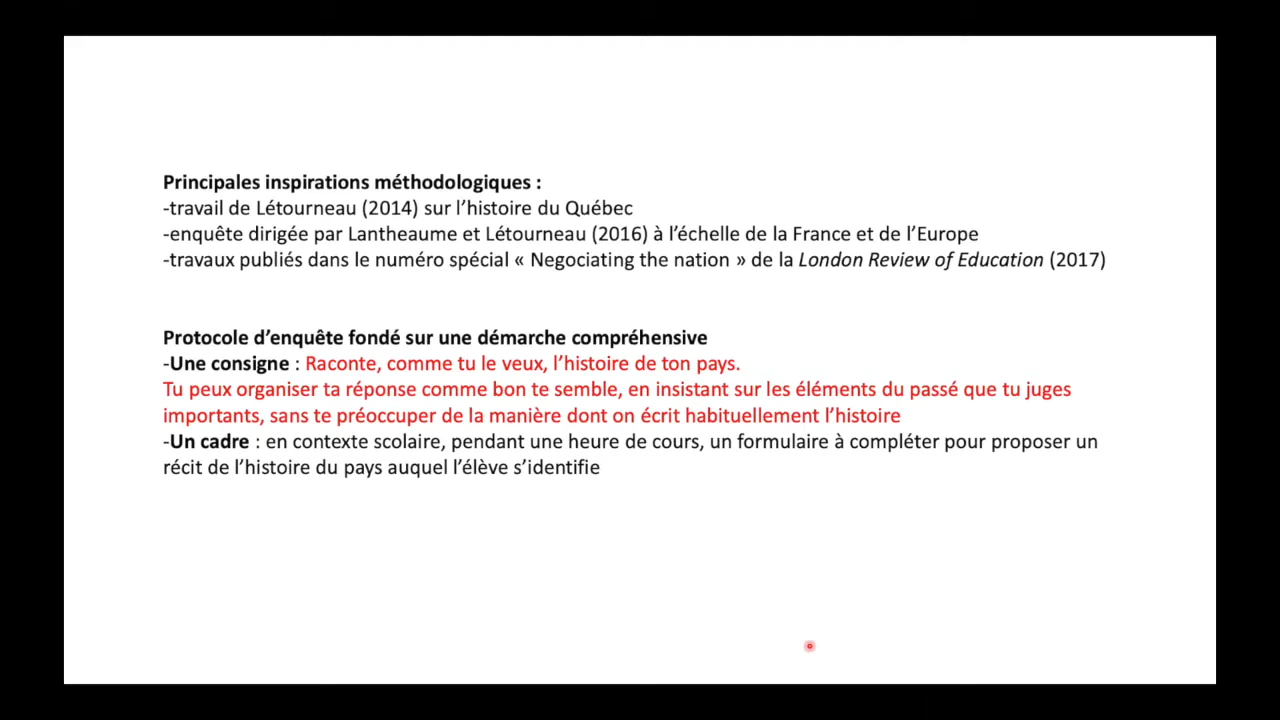 Principales inspirations méthodologiques :
-travail de Létourneau (2014) sur l’histoire du Québec
-enquête dirigée par Lantheaume et Létourneau (2016) à l’échelle de la France et de l’Europe
-travaux publiés dans le numéro spécial « Negociating the nation » de la London Review of Education (2017)
Protocole d’enquête fondé sur une démarche compréhensive
-Une consigne : Raconte, comme tu le veux, l’histoire de ton pays.
Tu peux organiser ta réponse comme bon te semble, en insistant sur les éléments du passé que tu juges
importants, sans te préoccuper de la manière dont on écrit habituellement l’histoire
-Un cadre : en contexte scolaire, pendant une heure de cours, un formulaire à compléter pour proposer un
récit de l’histoire du pays auquel l’élève s’identifie